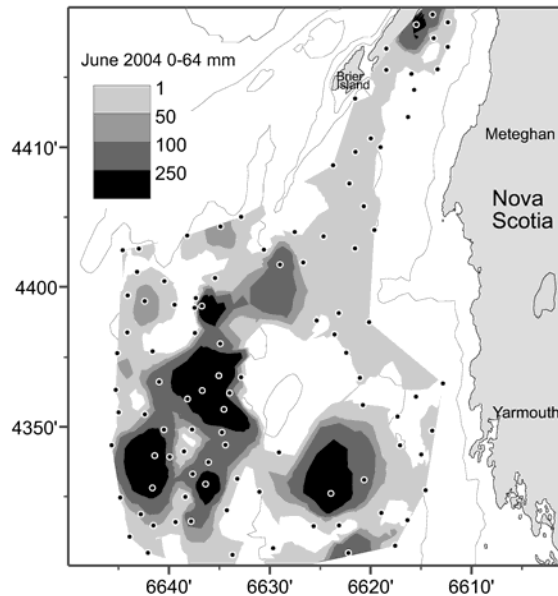 June 2004 0-64 mm
1
50
100
250
Brier
Island
Meteghan
Nova
Scotia
Yarmouth
4410'
4400'
4350'
6640'
6630'
6620'
6610'